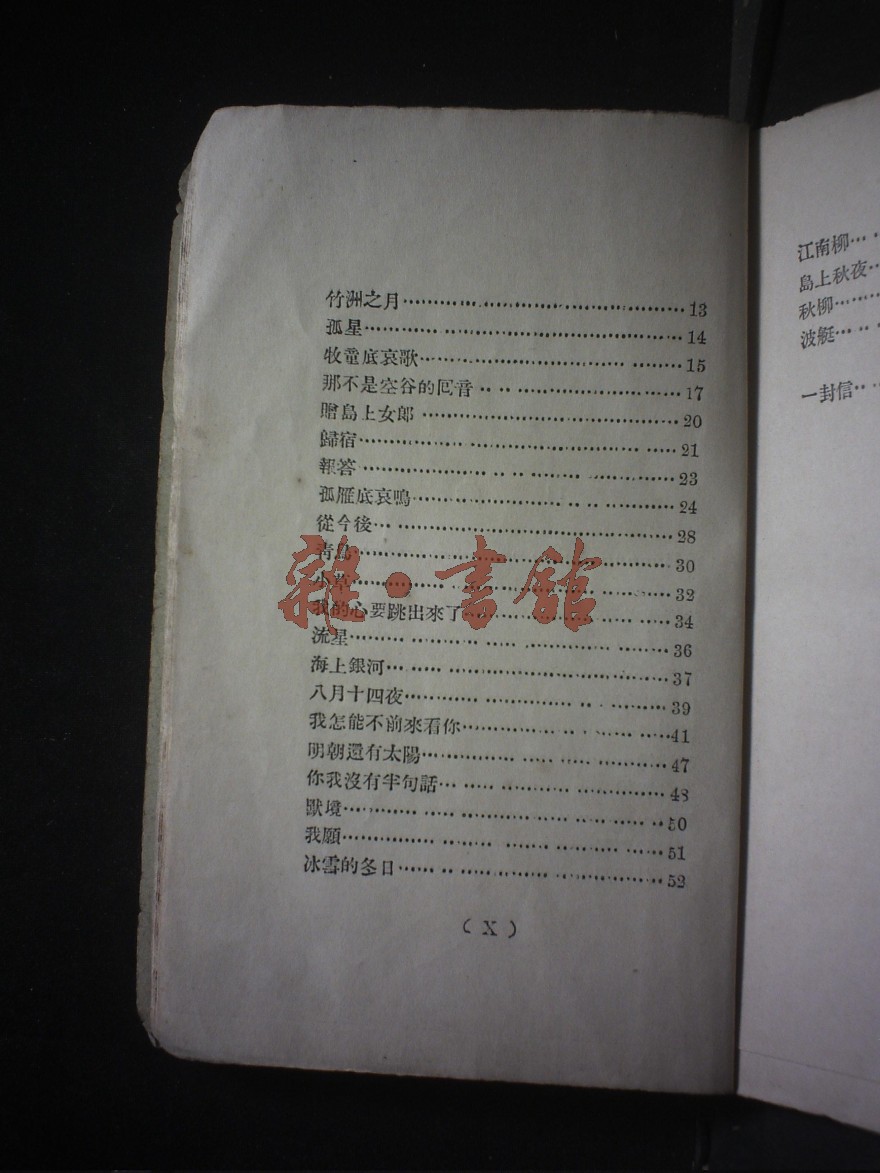 竹洲之月 13
孤星 14
牧童底哀歌 15
那不是空谷的回音 17
贈島上女郎 20
歸宿 21
報答 23
孤雁底哀鳴 24
從今後 28
青島 30
小草 32
我的心要跳出來了 34
流星 36
海上銀河 37
八月十四夜 39
我怎能不前來看你 41
明朝還有太陽 47
你我沒有半句話 48
獸境 50
我願 51
冰雪的冬日 52
( X )
雜·書館
江南柳
島上秋夜
秋柳
波艇
一封信